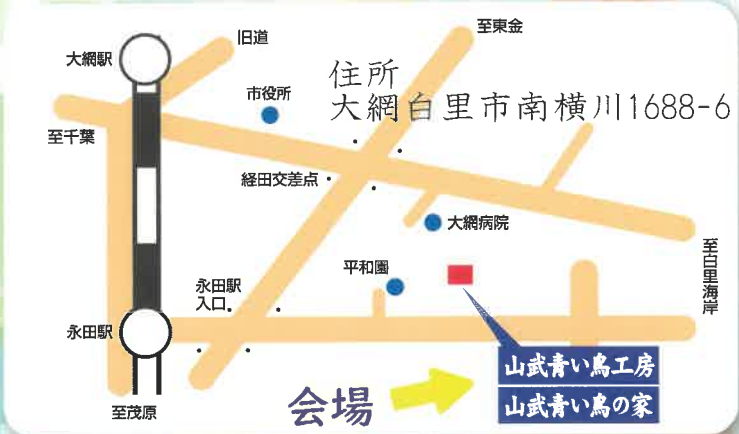 大網駅
旧道
至東金
住所
市役所
大網白里市南横川1688-6
至千葉
経田交差点
大網病院
平和園
至白里海岸
永田駅
入口
永田駅
山武青い鳥工房
山武青い鳥の家
会場
至茂原